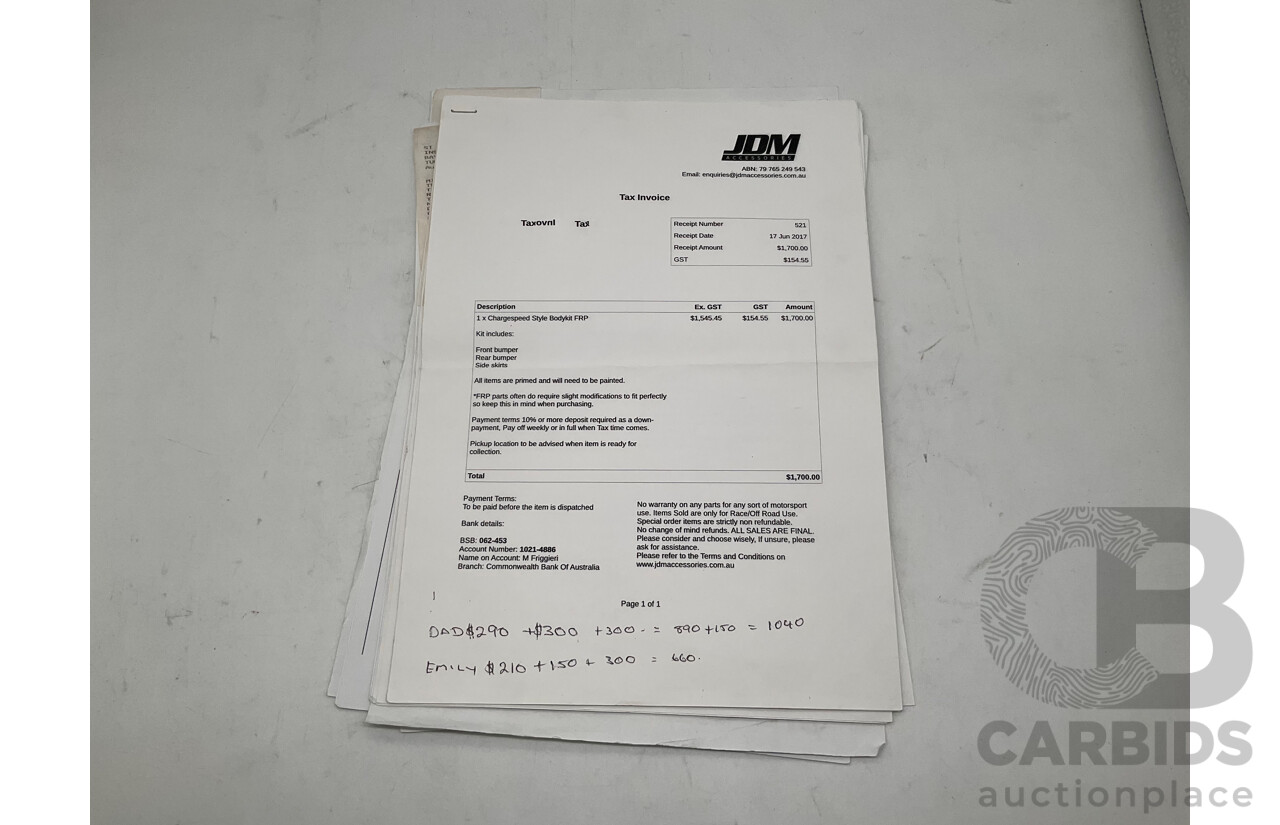 JDM
ACCESSORIES
ABN: 79 765 249 543
Email: enquiries@jdmaccessories.com.au
Tax Invoice
Receipt Number 521
Receipt Date 17 Jun 2017
Receipt Amount $1,700.00
GST $154.55
Description Ex. GST GST Amount
1 x Chargespeed Style Bodykit FRP $1,545.45 $154.55 $1,700.00
Kit includes:
Front bumper
Rear bumper
Side skirts
All items are primed and will need to be painted.
*FRP parts often do require slight modifications to fit perfectly
so keep this in mind when purchasing.
Payment terms 10% or more deposit required as a down-
payment, Pay off weekly or in full when Tax time comes.
Pickup location to be advised when item is ready for
collection.
Total $1,700.00
Payment Terms:
To be paid before the item is dispatched
Bank details:
BSB: 062-453
Account Number: 1021-4886
Name on Account: M Friggieri
Branch: Commonwealth Bank Of Australia
No warranty on any parts for any sort of motorsport
use. Items Sold are only for Race/Off Road Use.
Special order items are strictly non refundable.
No change of mind refunds. ALL SALES ARE FINAL.
Please consider and choose wisely, If unsure, please
ask for assistance.
Please refer to the Terms and Conditions on
www.jdmaccessories.com.au
Page 1 of 1
DAD $290 + $300 + 300 - = 890 + 150 = 1040
EMILY $210 + 150 + 300 = 660.
CB
CARBIDS
auctionplace